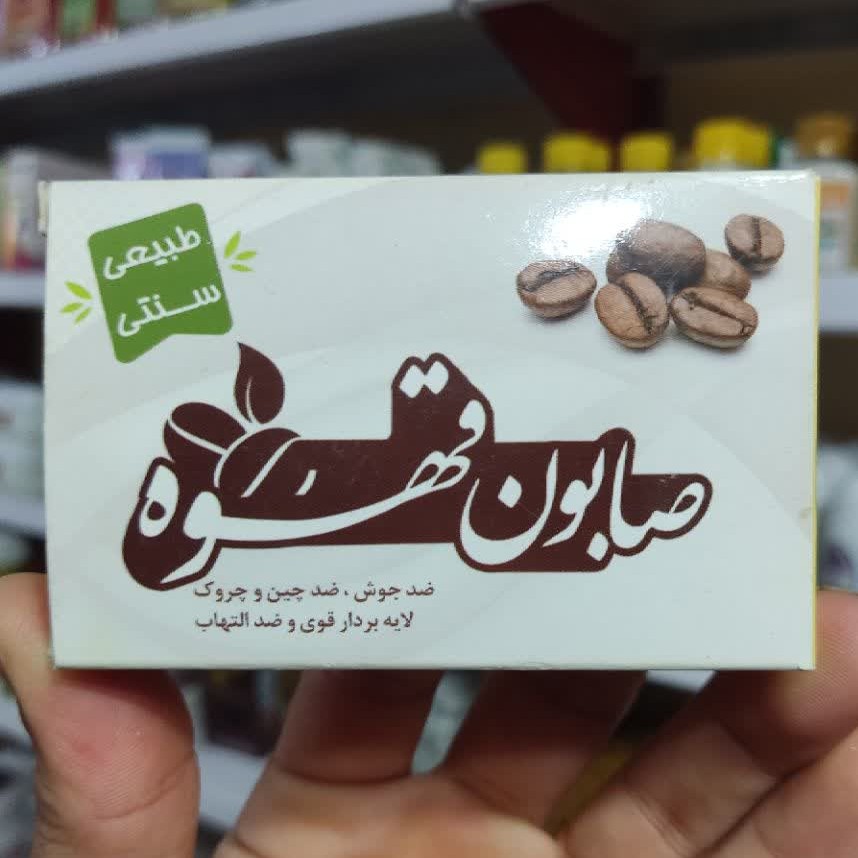 طبیعی
سنتی
صابون قهوه
ضد جوش ، ضد چین و چروک
لایه بردار قوی و ضد التهاب